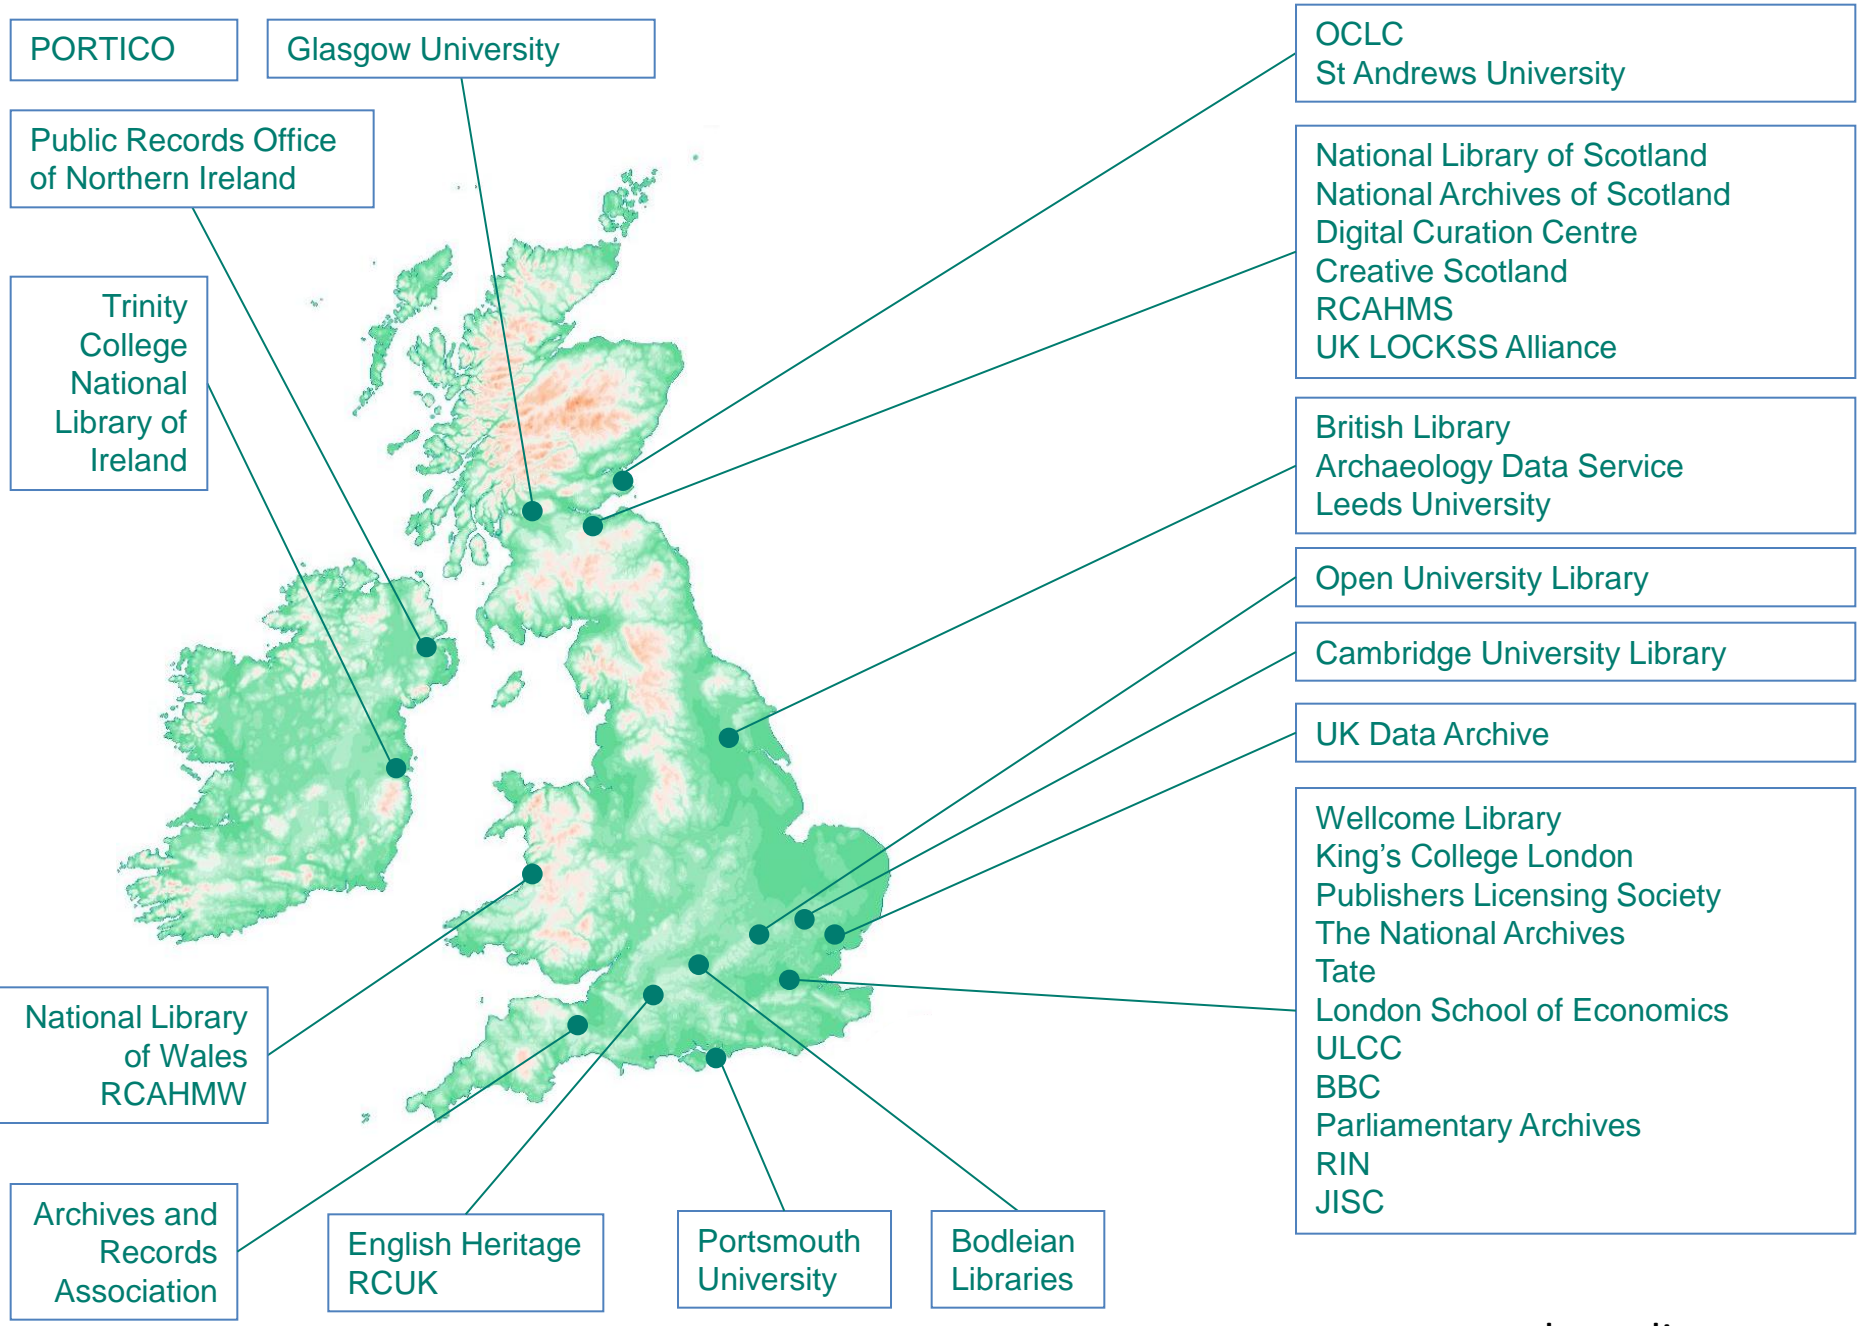 PORTICO
Glasgow University
OCLC
St Andrews University
Public Records Office
of Northern Ireland
National Library of Scotland
National Archives of Scotland
Digital Curation Centre
Creative Scotland
RCAHMS
UK LOCKSS Alliance
Trinity
College
National
Library of
Ireland
British Library
Archaeology Data Service
Leeds University
Open University Library
Cambridge University Library
UK Data Archive
Wellcome Library
King’s College London
Publishers Licensing Society
The National Archives
Tate
London School of Economics
ULCC
BBC
Parliamentary Archives
RIN
JISC
National Library
of Wales
RCAHMW
Archives and
Records
Association
English Heritage
RCUK
Portsmouth
University
Bodleian
Libraries